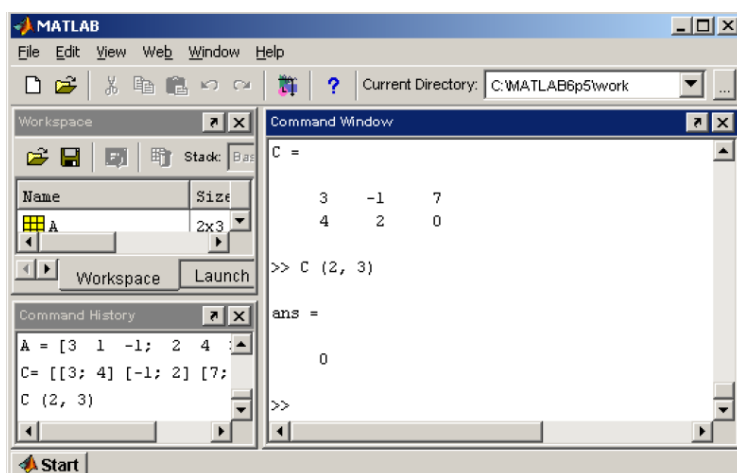 MATLAB
File Edit View Web Window Help
? Current Directory: C:\MATLAB6p5\work ...
Workspace
Stack: Bas
Name Size
A 2x3
Workspace Launch
Command History
A = [3 1 -1; 2 4
C= [[3; 4] [-1; 2] [7;
C (2, 3)
Command Window
C =
3 -1 7
4 2 0
>> C (2, 3)
ans =
0
>>
Start